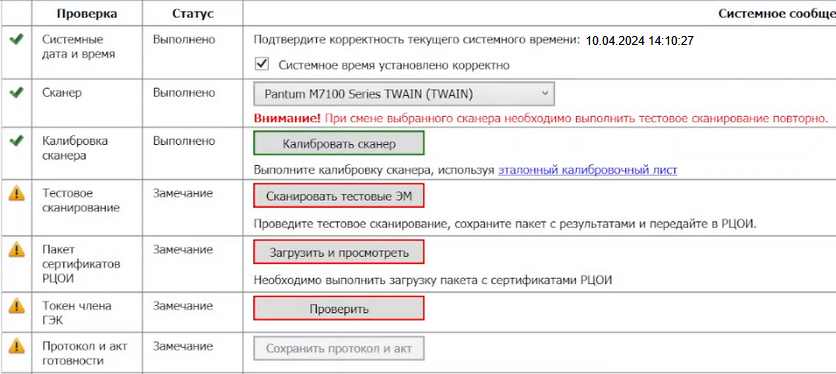 Проверка Статус Системное сообще
Системные дата и время Выполнено Подтвердите корректность текущего системного времени: 10.04.2024 14:10:27
Системное время установлено корректно
Сканер Выполнено Pantum M7100 Series TWAIN (TWAIN)
Внимание! При смене выбранного сканера необходимо выполнить тестовое сканирование повторно.
Калибровка сканера Выполнено Калибровать сканер
Выполните калибровку сканера, используя эталонный калибровочный лист
Тестовое сканирование Замечание Сканировать тестовые ЭМ
Проведите тестовое сканирование, сохраните пакет с результатами и передайте в РЦОИ.
Пакет сертификатов РЦОИ Замечание Загрузить и просмотреть
Необходимо выполнить загрузку пакета с сертификатами РЦОИ
Токен члена ГЭК Замечание Проверить
Протокол и акт готовности Замечание Сохранить протокол и акт